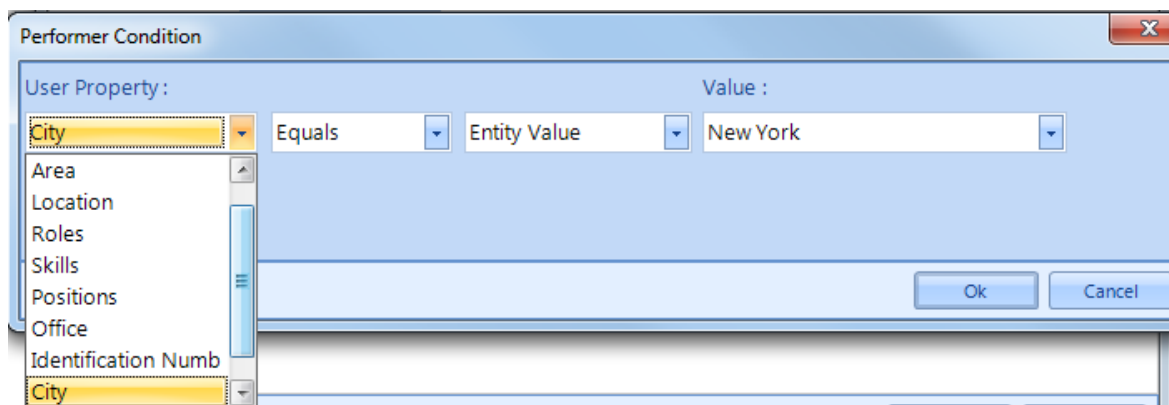 Performer Condition
User Property :
Value :
City
Equals
Entity Value
New York
Area
Location
Roles
Skills
Positions
Office
Identification Numb
City
Ok
Cancel